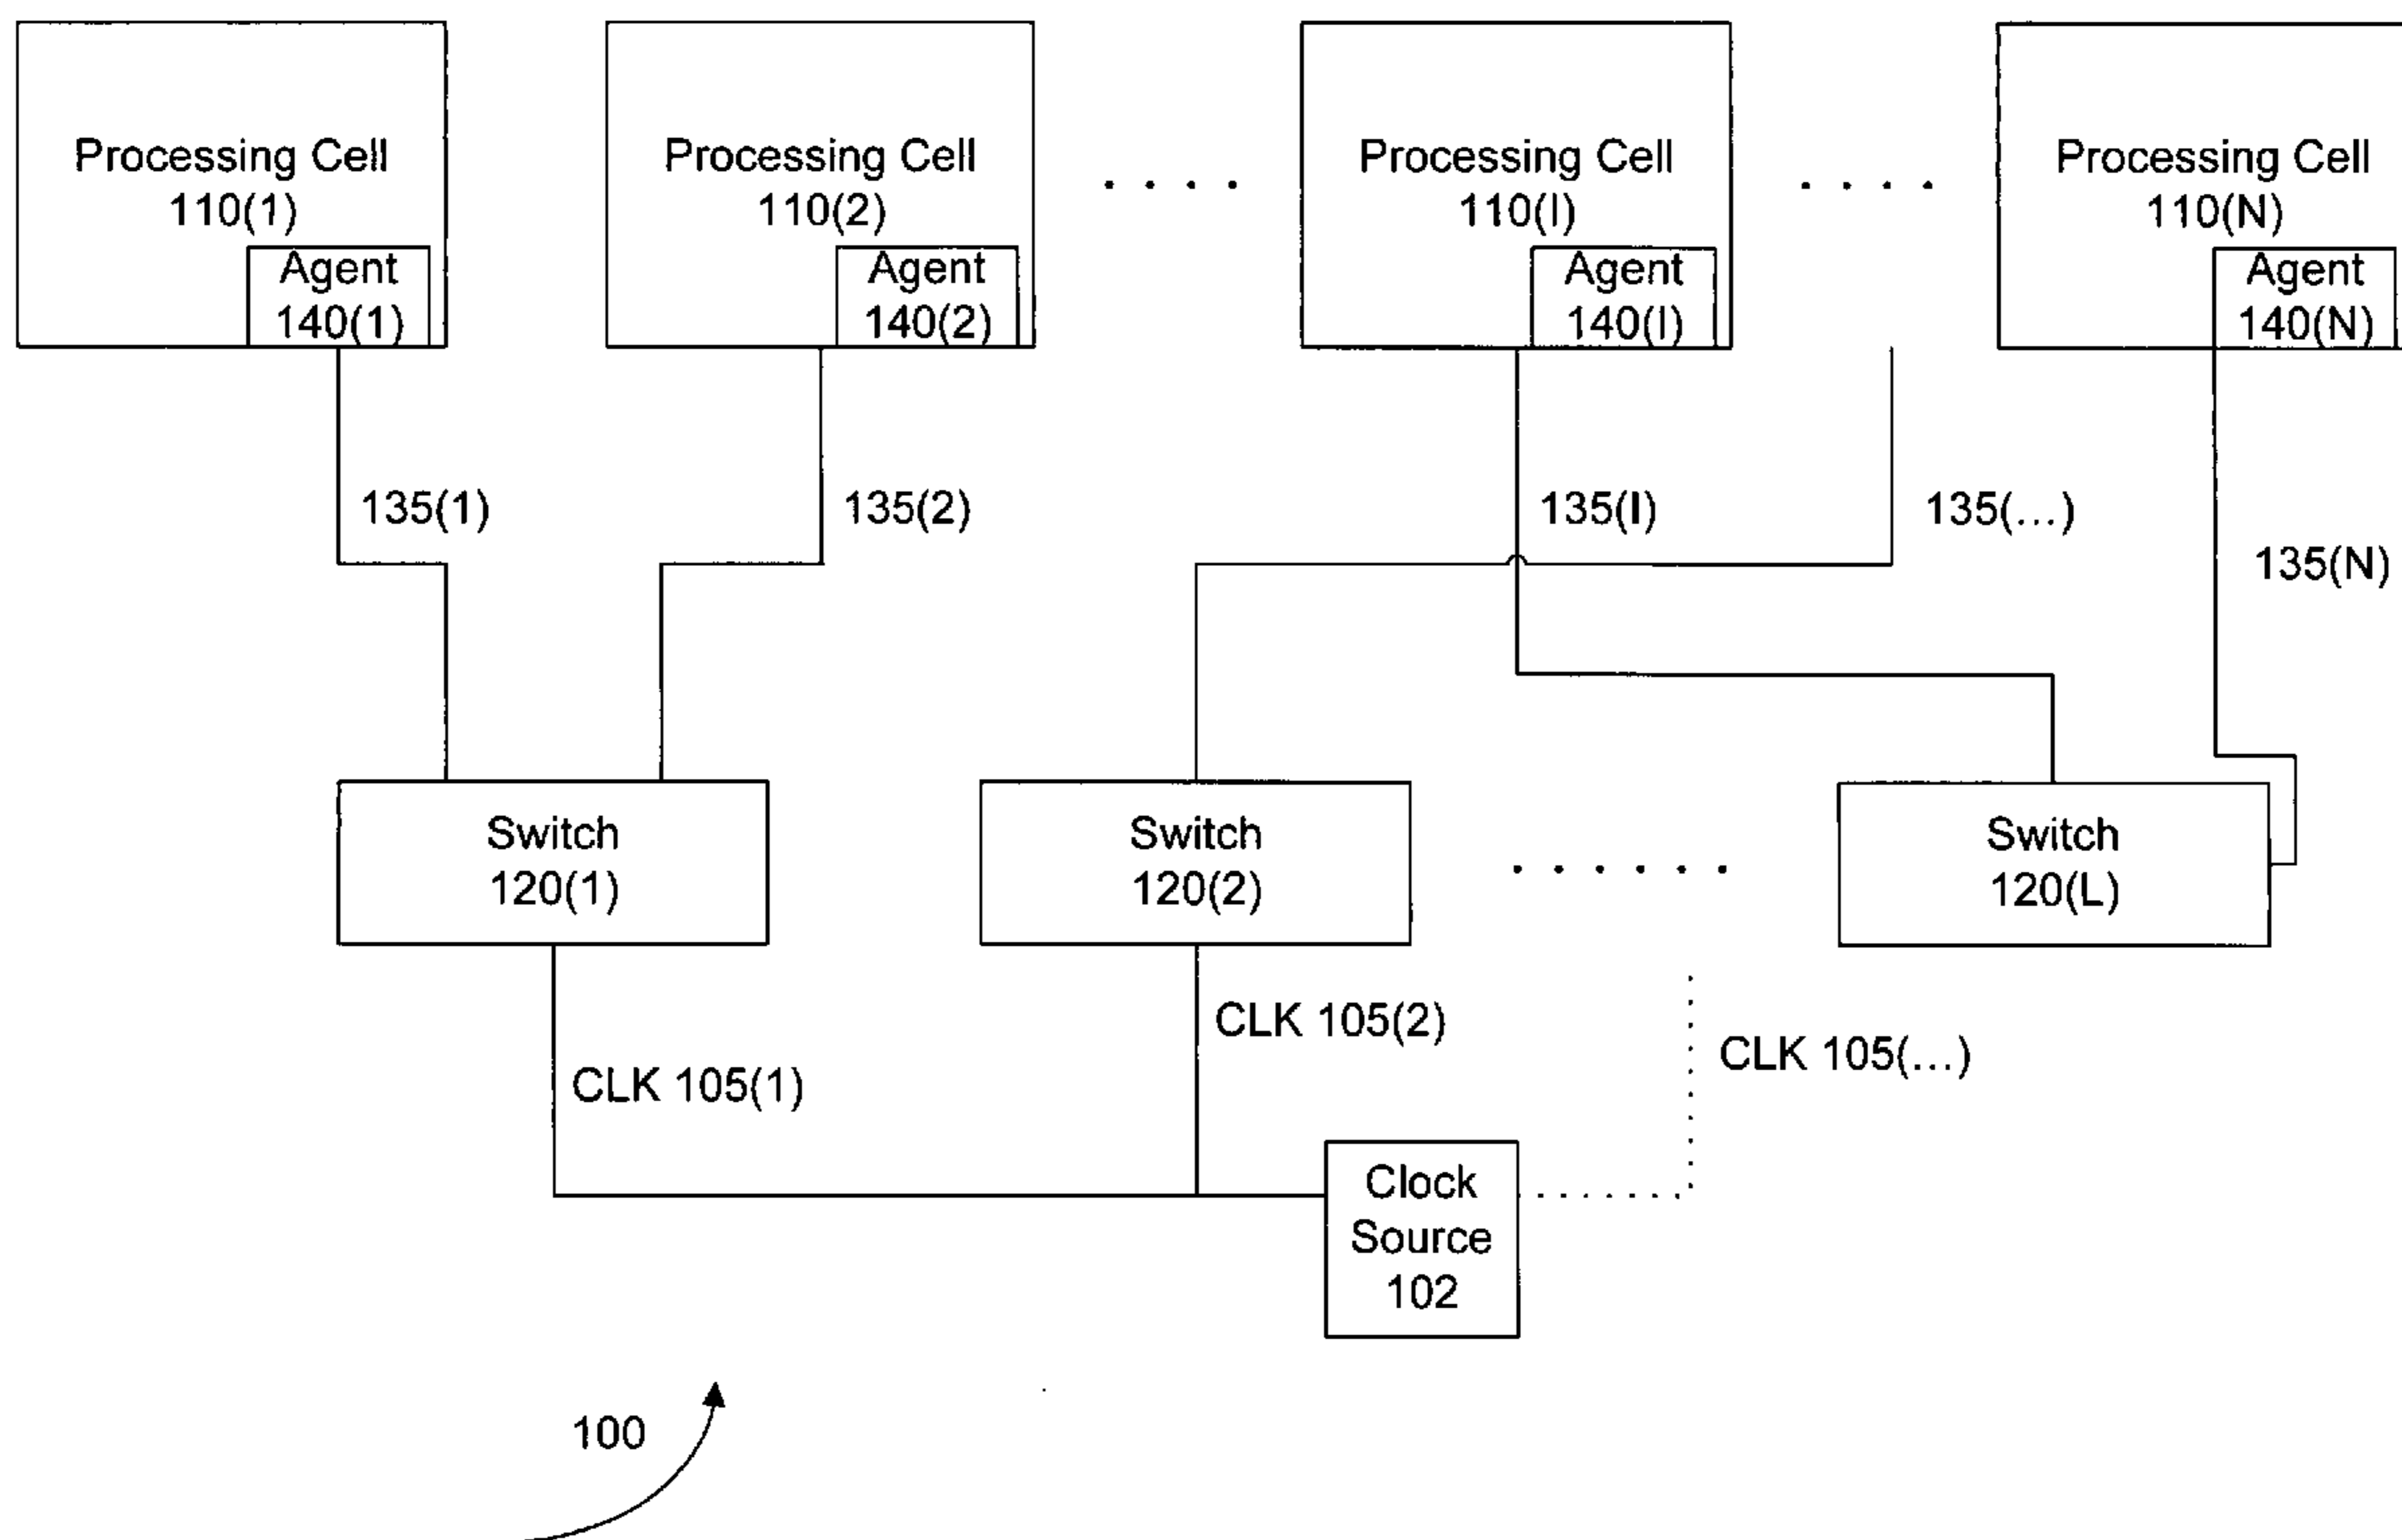 Processing Cell
110(1)
Agent
140(1)
Processing Cell
110(2)
Agent
140(2)
Processing Cell
110(I)
Agent
140(I)
Processing Cell
110(N)
Agent
140(N)
135(1)
135(2)
135(I)
135(...)
135(N)
Switch
120(1)
Switch
120(2)
Switch
120(L)
CLK 105(1)
CLK 105(2)
CLK 105(...)
Clock
Source
102
100